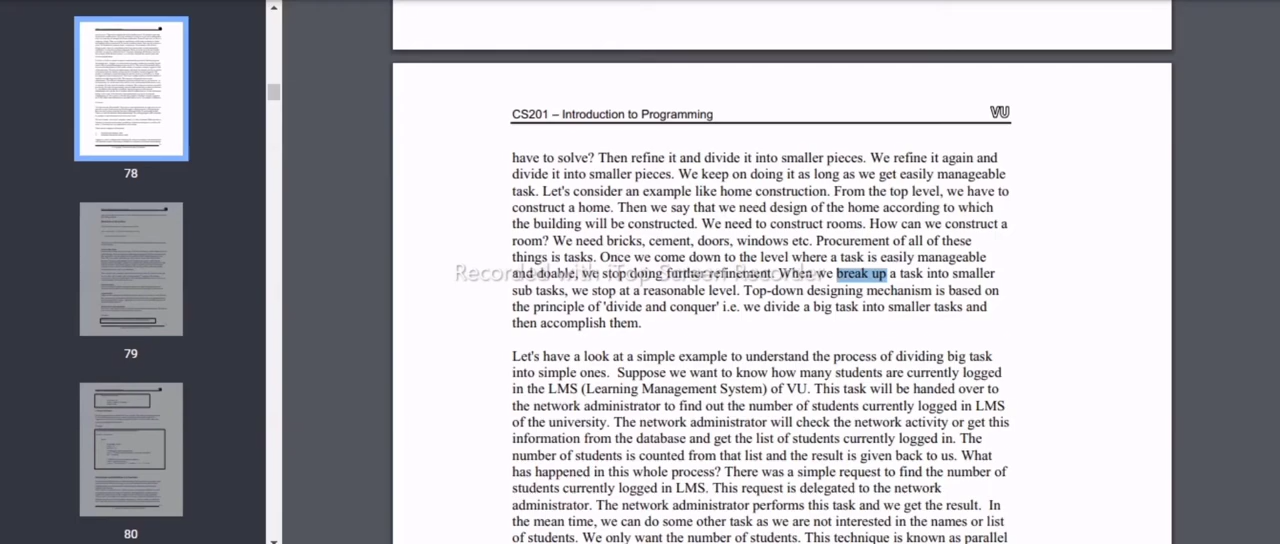 CS201 – Introduction to Programming
VU
have to solve? Then refine it and divide it into smaller pieces. We refine it again and
divide it into smaller pieces. We keep on doing it as long as we get easily manageable
task. Let's consider an example like home construction. From the top level, we have to
construct a home. Then we say that we need design of the home according to which
the building will be constructed. We need to construct rooms. How can we construct a
room? We need bricks, cement, doors, windows etc. Procurement of all of these
things is tasks. Once we come down to the level where a task is easily manageable
and doable, we stop doing further refinement. When we break up a task into smaller
sub tasks, we stop at a reasonable level. Top-down designing mechanism is based on
the principle of 'divide and conquer' i.e. we divide a big task into smaller tasks and
then accomplish them.
Let's have a look at a simple example to understand the process of dividing big task
into simple ones. Suppose we want to know how many students are currently logged
in the LMS (Learning Management System) of VU. This task will be handed over to
the network administrator to find out the number of students currently logged in LMS
of the university. The network administrator will check the network activity or get this
information from the database and get the list of students currently logged in. The
number of students is counted from that list and the result is given back to us. What
has happened in this whole process? There was a simple request to find the number of
students currently logged in LMS. This request is delegated to the network
administrator. The network administrator performs this task and we get the result. In
the mean time, we can do some other task as we are not interested in the names or list
of students. We only want the number of students. This technique is known as parallel
78
79
80
Recorded with iTop Screen Recorder